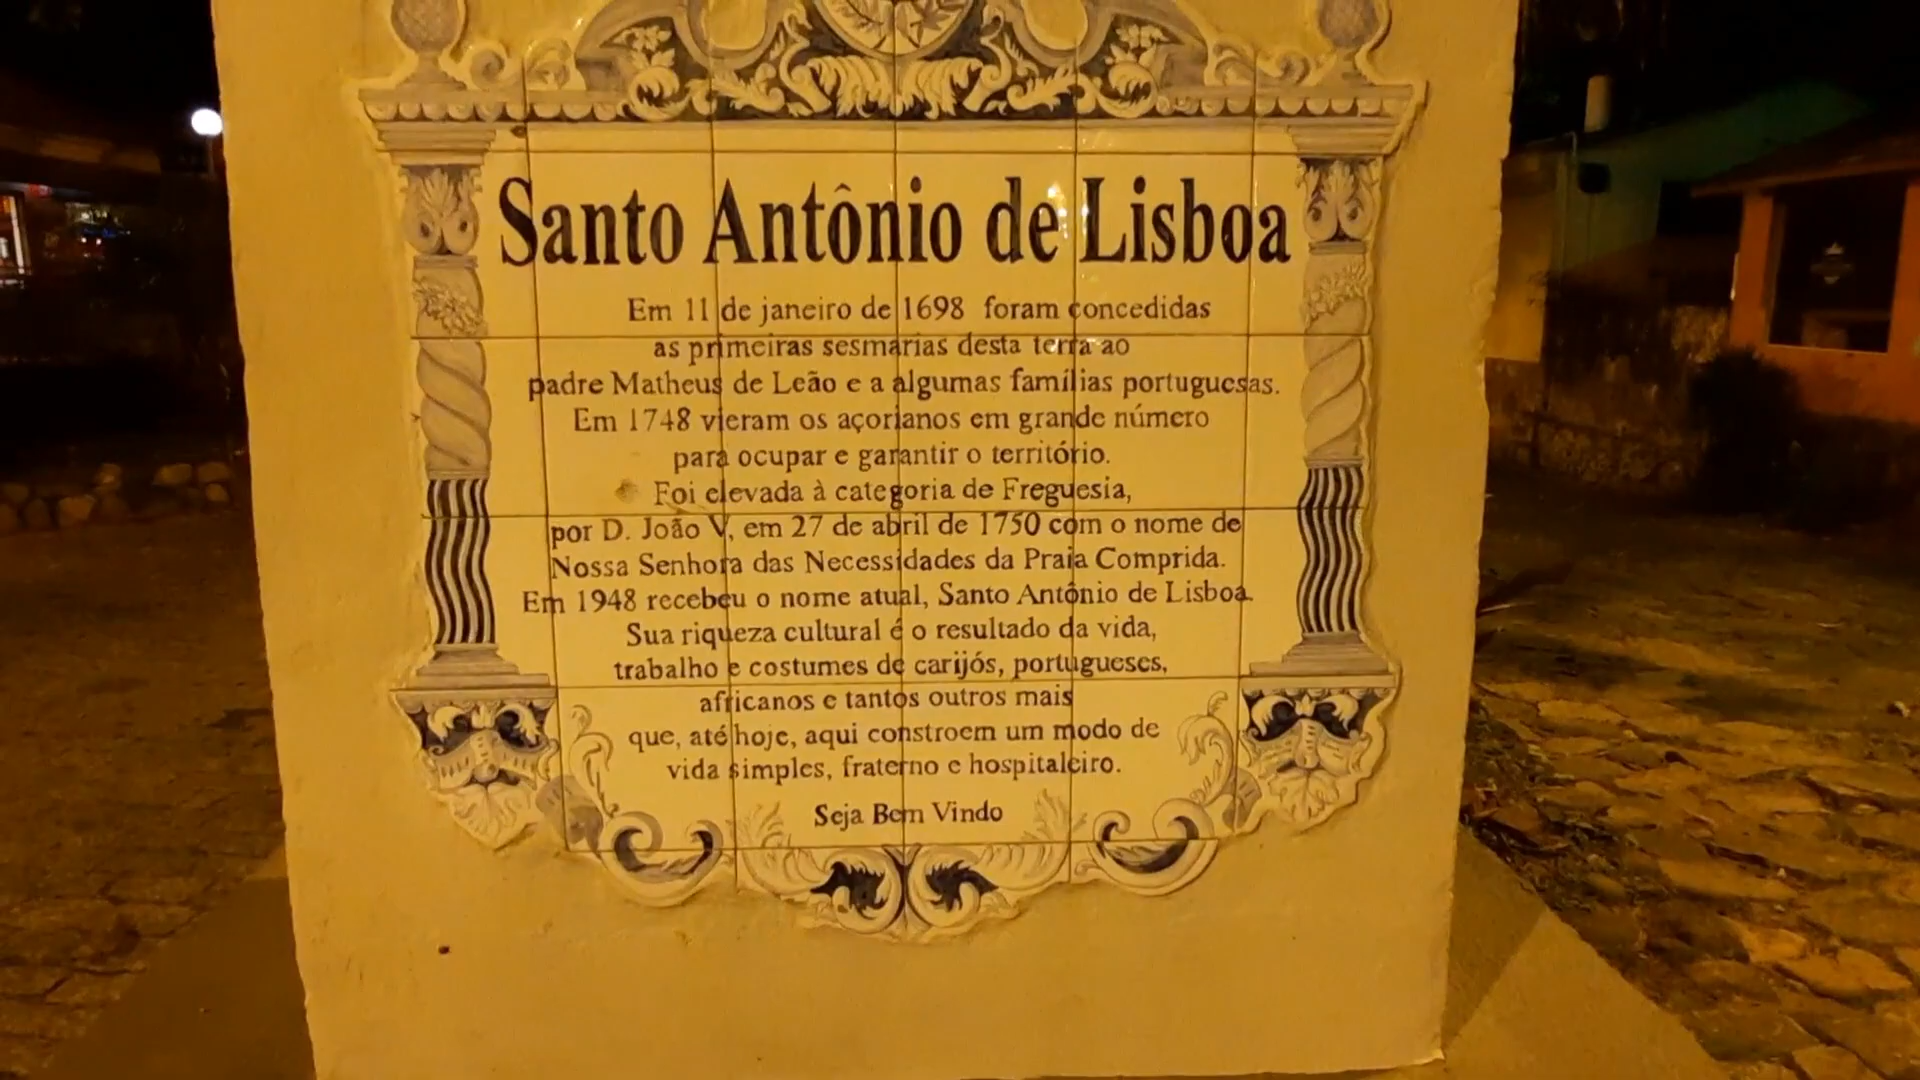 Santo Antônio de Lisboa
Em 11 de janeiro de 1698 foram concedidas
as primeiras sesmarias desta terra ao
padre Matheus de Leão e a algumas famílias portuguesas.
Em 1748 vieram os açorianos em grande número
para ocupar e garantir o território.
Foi elevada à categoria de Freguesia,
por D. João V, em 27 de abril de 1750 com o nome de
Nossa Senhora das Necessidades da Praia Comprida.
Em 1948 recebeu o nome atual, Santo Antônio de Lisboa.
Sua riqueza cultural é o resultado da vida,
trabalho e costumes de carijós, portugueses,
africanos e tantos outros mais
que, até hoje, aqui constroem um modo de
vida simples, fraterno e hospitaleiro.
Seja Bem Vindo